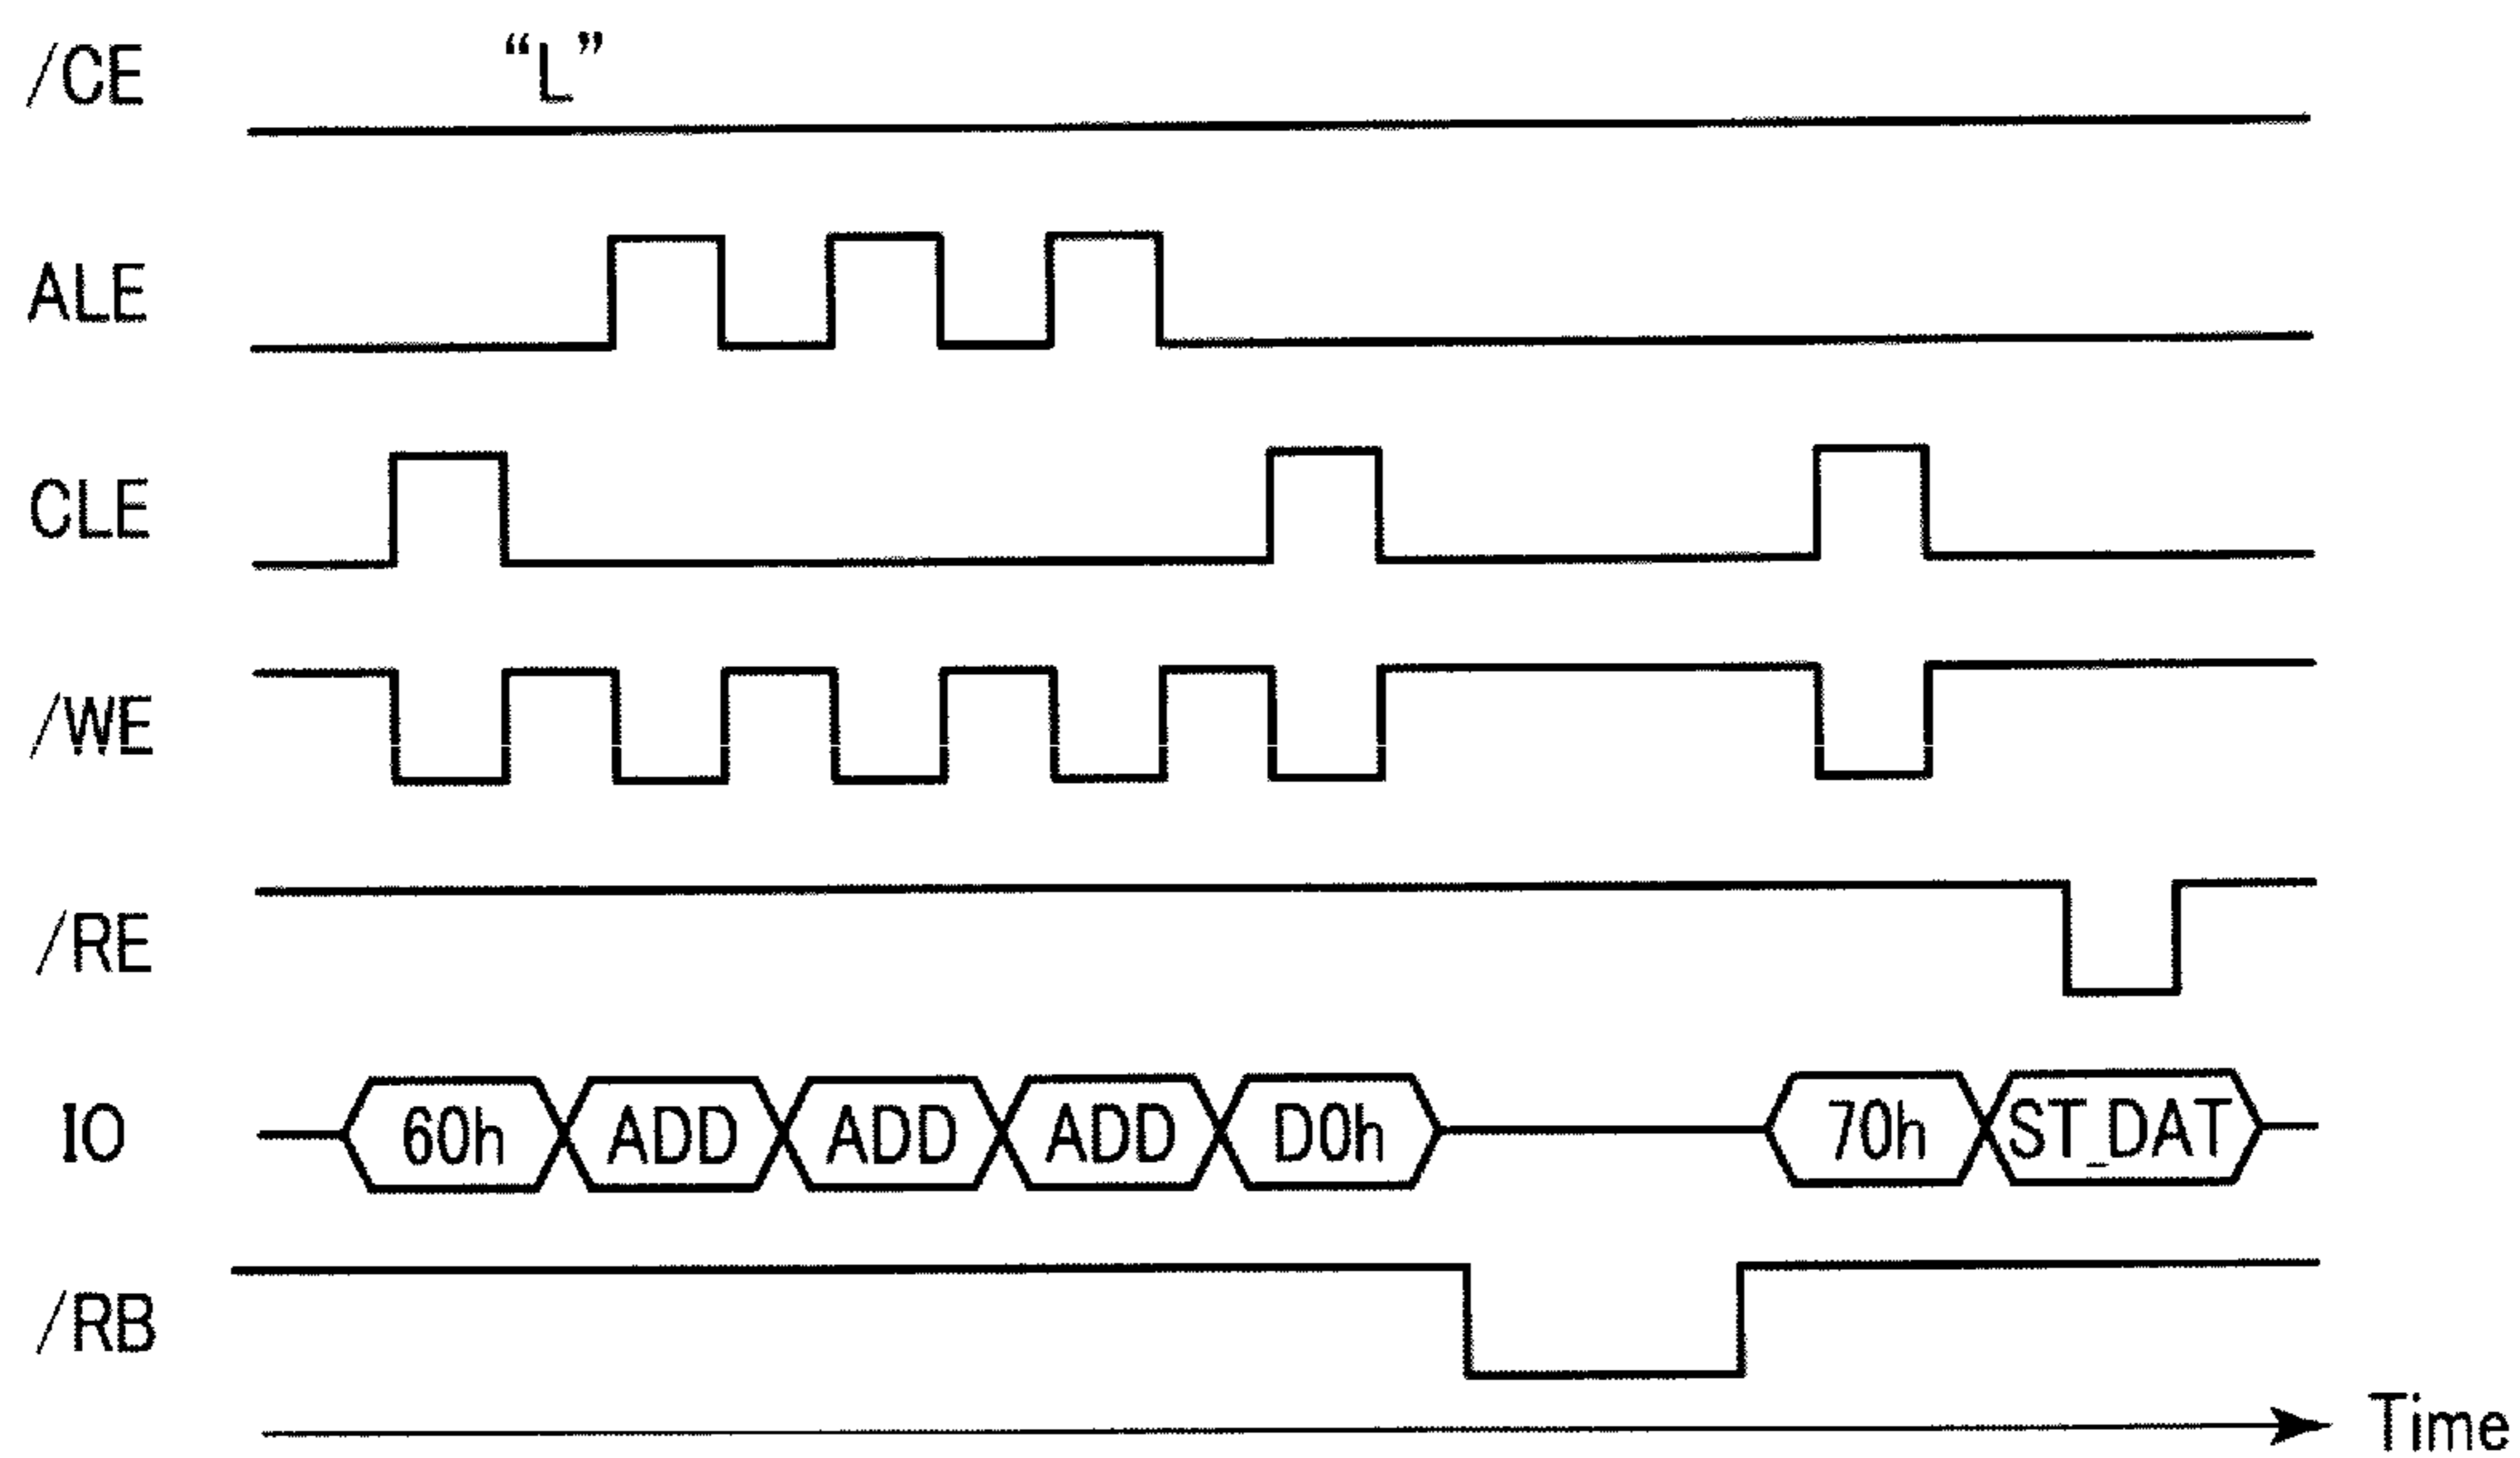 /CE “L”
ALE
CLE
/WE
/RE
IO 60h ADD ADD ADD D0h 70h ST_DAT
/RB
Time